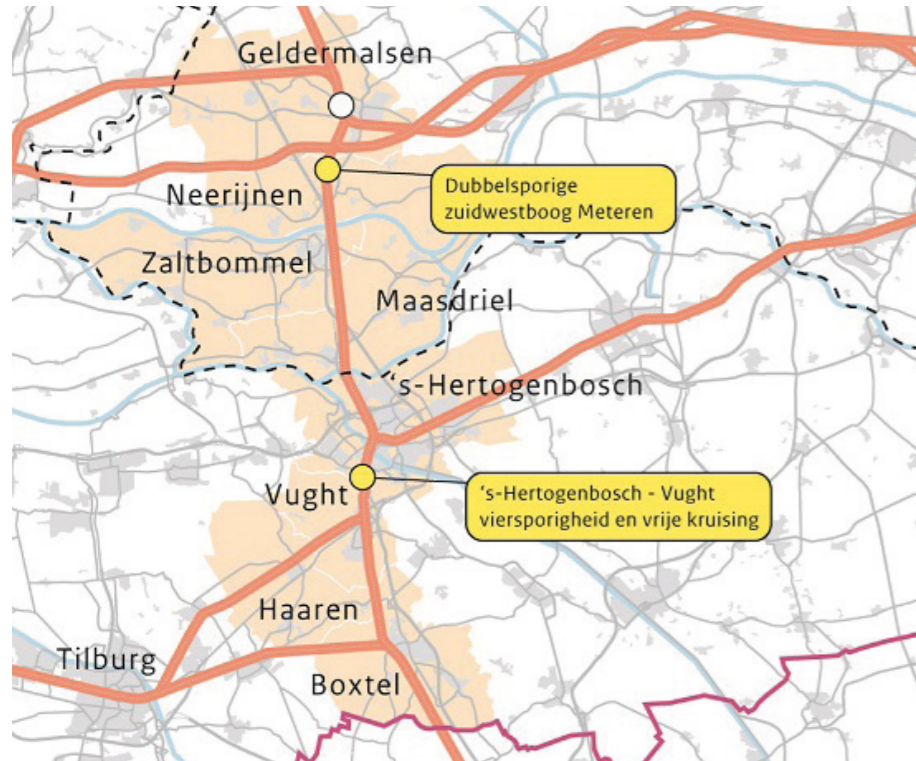 Geldermalsen
Neerijnen
Dubbelsporige
zuidwestboog Meteren
Zaltbommel
Maasdriel
‘s-Hertogenbosch
‘s-Hertogenbosch - Vught
viersporigheid en vrije kruising
Vught
Haaren
Tilburg
Boxtel